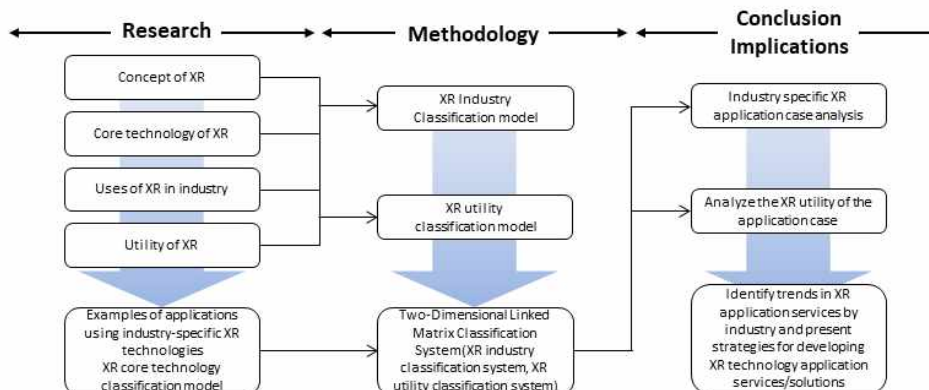 Research
Methodology
Conclusion
Implications
Concept of XR
Core technology of XR
Uses of XR in industry
Utility of XR
Examples of applications
using industry-specific XR
technologies
XR core technology
classification model
XR Industry
Classification model
XR utility
classification model
Two-Dimensional Linked
Matrix Classification
System(XR industry
classification system, XR
utility classification system)
Industry specific XR
application case analysis
Analyze the XR utility of the
application case
Identify trends in XR
application services by
industry and present
strategies for developing
XR technology application
services/solutions